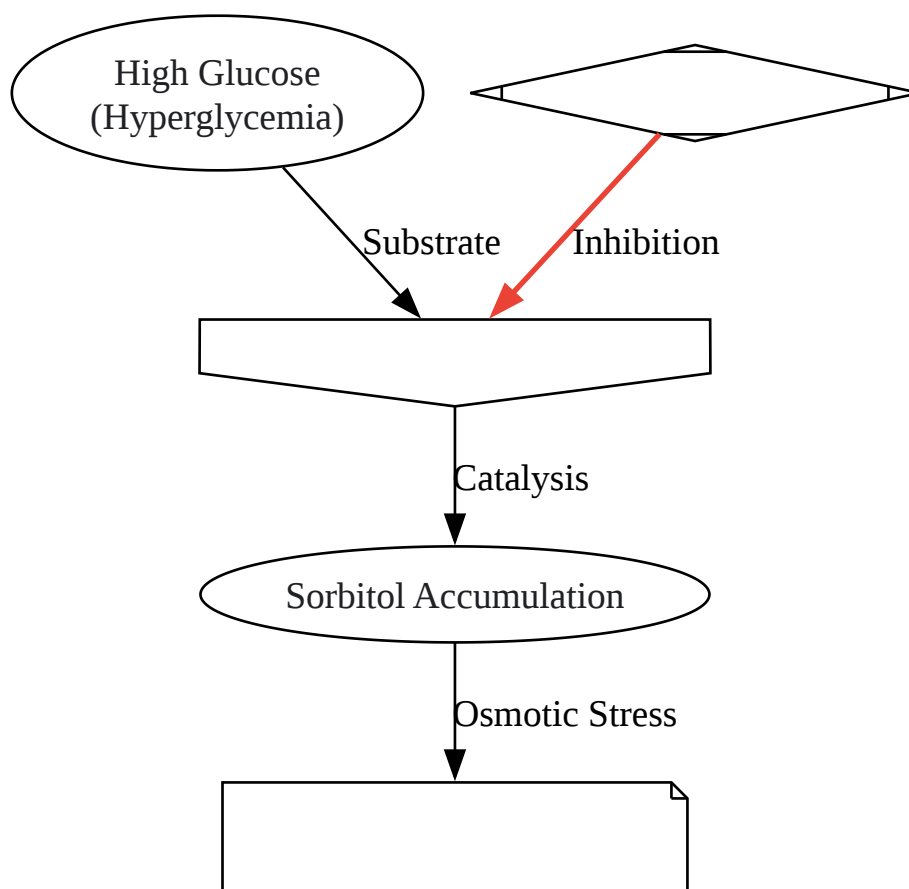 High Glucose
(Hyperglycemia)
Substrate
Inhibition
Catalysis
Sorbitol Accumulation
Osmotic Stress